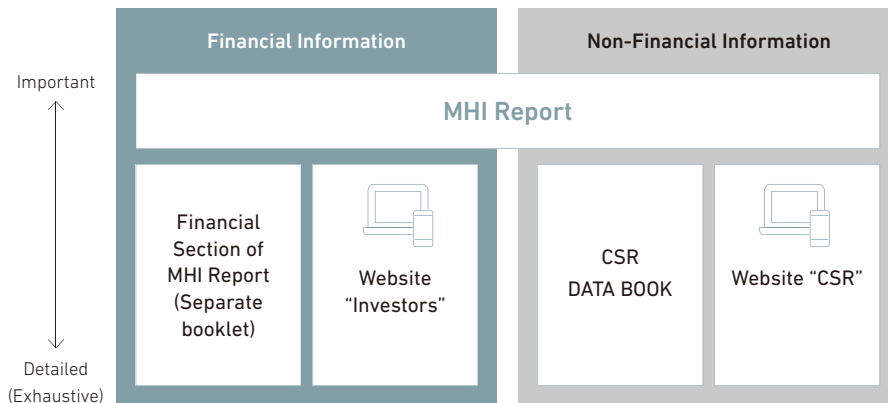 Financial Information
Non-Financial Information
Important
MHI Report
Financial
Section of
MHI Report
(Separate
booklet)
Website
“Investors”
CSR
DATA BOOK
Website “CSR”
Detailed
(Exhaustive)